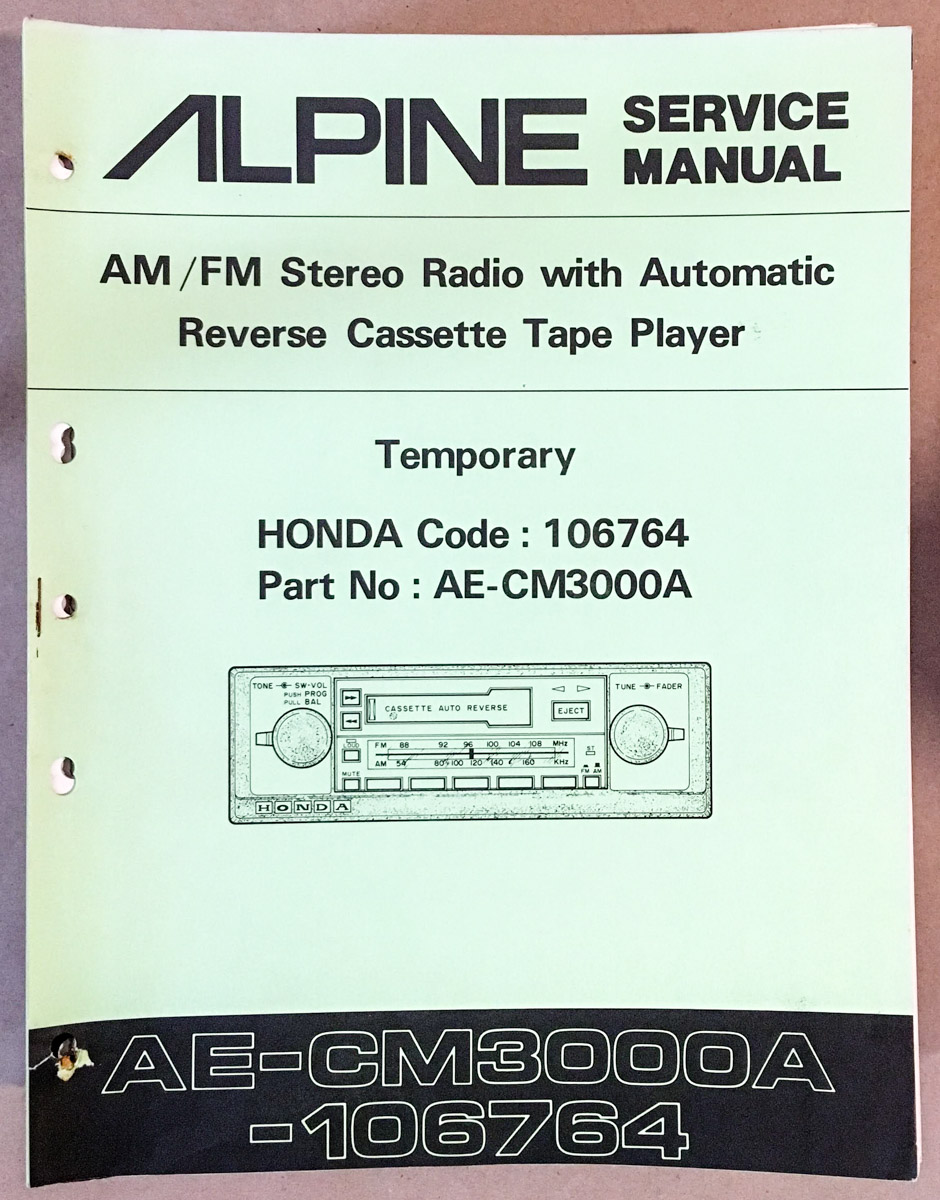 ALPINE SERVICE
MANUAL
AM/FM Stereo Radio with Automatic
Reverse Cassette Tape Player
Temporary
HONDA Code : 106764
Part No : AE-CM3000A
TONE SW-VOL
PUSH PROG
PULL BAL
CASSETTE AUTO REVERSE
EJECT
TUNE FADER
LOUD
FM 88 92 96 100 104 108 MHz
AM 54 80 100 120 140 160 KHz
ST
FM AM
MUTE
HONDA
AE-CM3000A
-106764